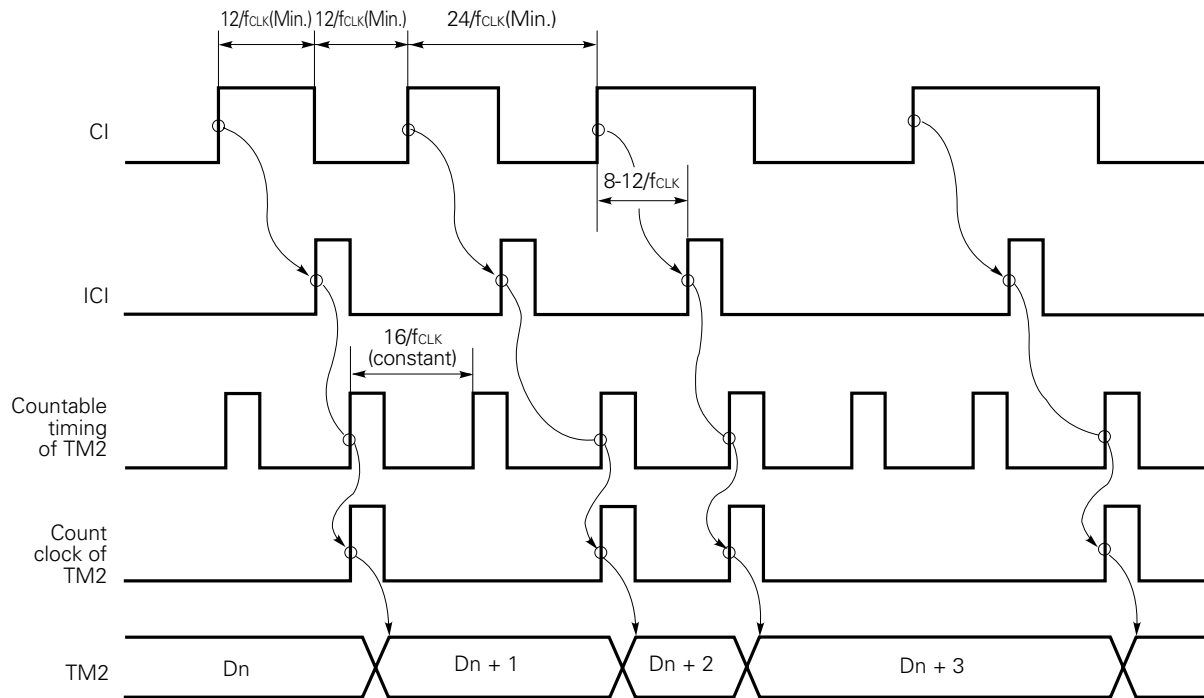 12/fCLK(Min.) 12/fCLK(Min.) 24/fCLK(Min.)
CI
8-12/fCLK
ICI
16/fCLK
(constant)
Countable
timing
of TM2
Count
clock of
TM2
TM2 Dn Dn + 1 Dn + 2 Dn + 3